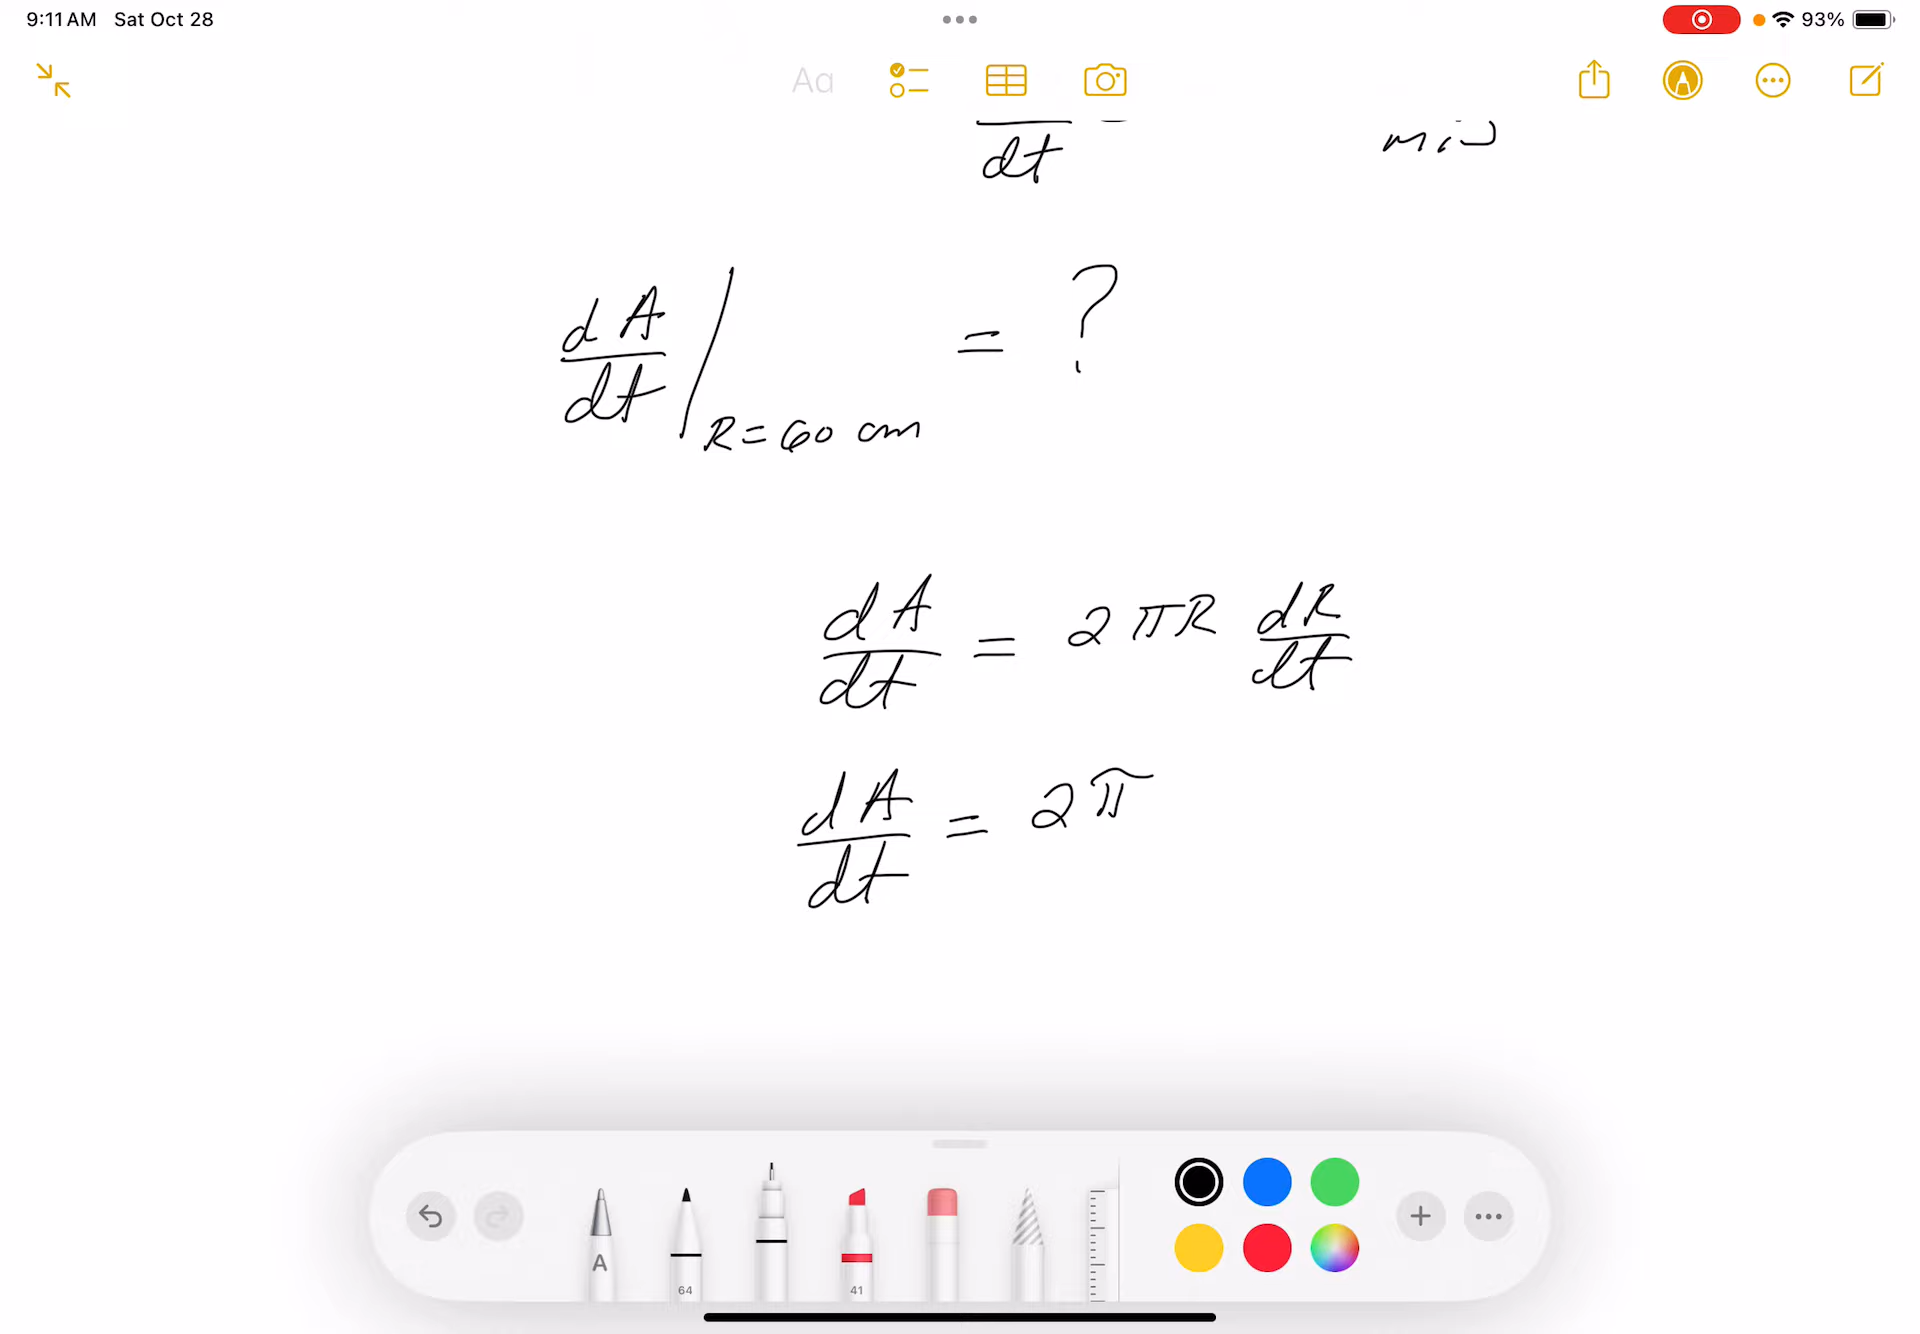 9:11 AM Sat Oct 28 93%
Aa
dt min
dA/dt | R=60 cm = ?
dA/dt = 2πR dR/dt
dA/dt = 2π
A 64 41